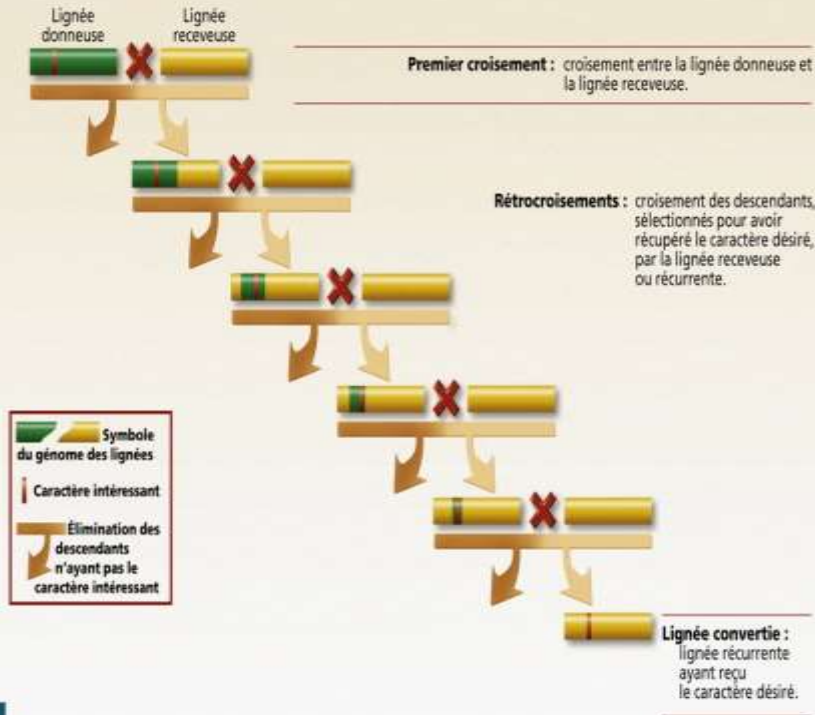 Lignée
donneuse
Lignée
receveuse
Premier croisement : croisement entre la lignée donneuse et
la lignée receveuse.
Rétrocroisements : croisement des descendants,
sélectionnés pour avoir
récupéré le caractère désiré,
par la lignée receveuse
ou récurrente.
Symbole
du génome des lignées
Caractère intéressant
Élimination des
descendants
n'ayant pas le
caractère intéressant
Lignée convertie :
lignée récurrente
ayant reçu
le caractère désiré.